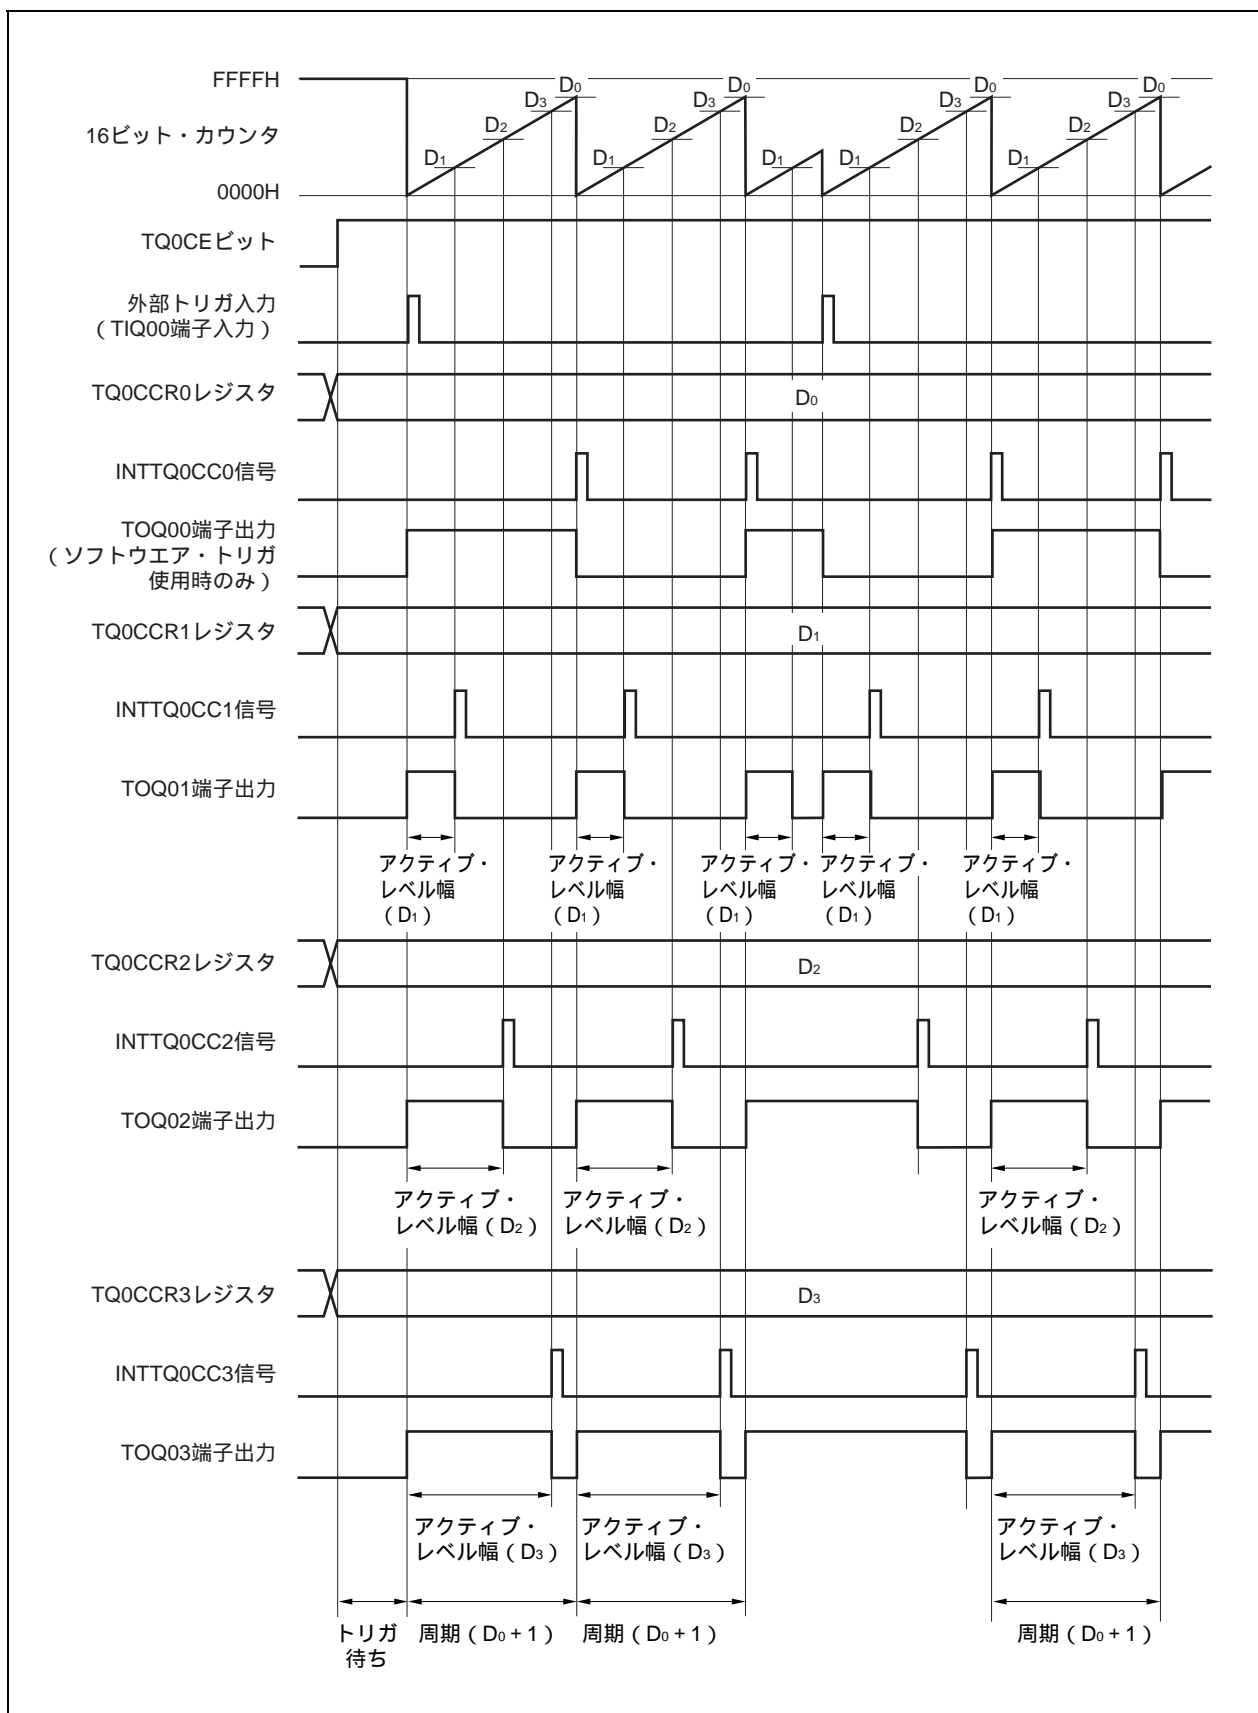 FFFFH
D0 D0 D0 D0
D3 D3 D3 D3
16ビット・カウンタ
D2 D2 D2 D2
D1 D1 D1 D1 D1
0000H
TQ0CEビット
外部トリガ入力
（TIQ00端子入力）
TQ0CCR0レジスタ
D0
INTTQ0CC0信号
TOQ00端子出力
（ソフトウエア・トリガ
使用時のみ）
TQ0CCR1レジスタ
D1
INTTQ0CC1信号
TOQ01端子出力
アクティブ・ アクティブ・ アクティブ・ アクティブ・ アクティブ・
レベル幅 レベル幅 レベル幅 レベル幅 レベル幅
（D1） （D1） （D1） （D1） （D1）
TQ0CCR2レジスタ
D2
INTTQ0CC2信号
TOQ02端子出力
アクティブ・ アクティブ・ アクティブ・
レベル幅（D2） レベル幅（D2） レベル幅（D2）
TQ0CCR3レジスタ
D3
INTTQ0CC3信号
TOQ03端子出力
アクティブ・ アクティブ・ アクティブ・
レベル幅（D3） レベル幅（D3） レベル幅（D3）
トリガ 周期（D0＋1） 周期（D0＋1） 周期（D0＋1）
待ち